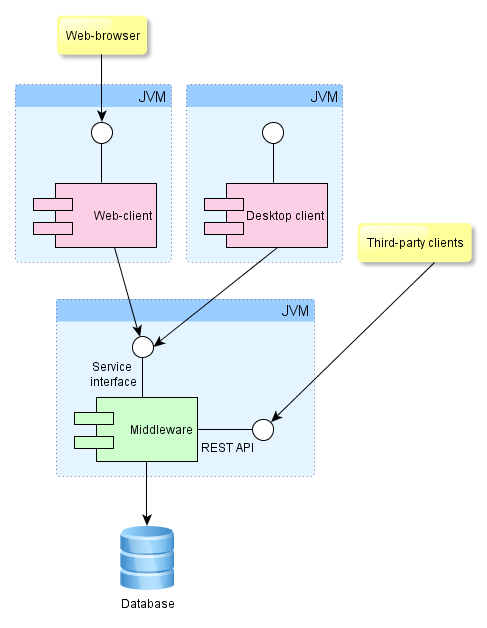 Web-browser
JVM
JVM
Web-client
Desktop client
Third-party clients
JVM
Service
interface
Middleware
REST API
Database